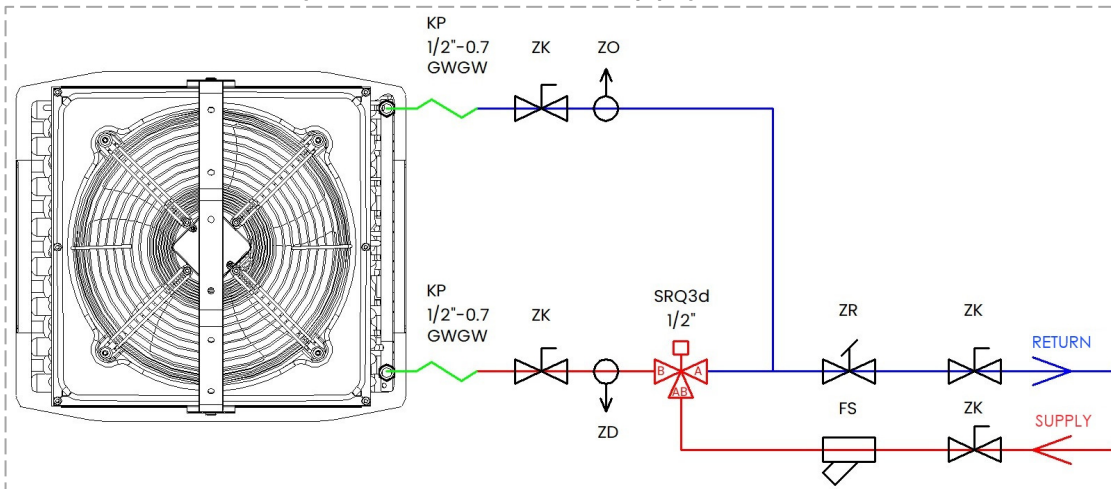 KP
1/2"-0.7
GWGW
ZK
ZO
KP
1/2"-0.7
GWGW
ZK
ZD
SRQ3d
1/2"
B
A
AB
ZR
ZK
RETURN
FS
ZK
SUPPLY